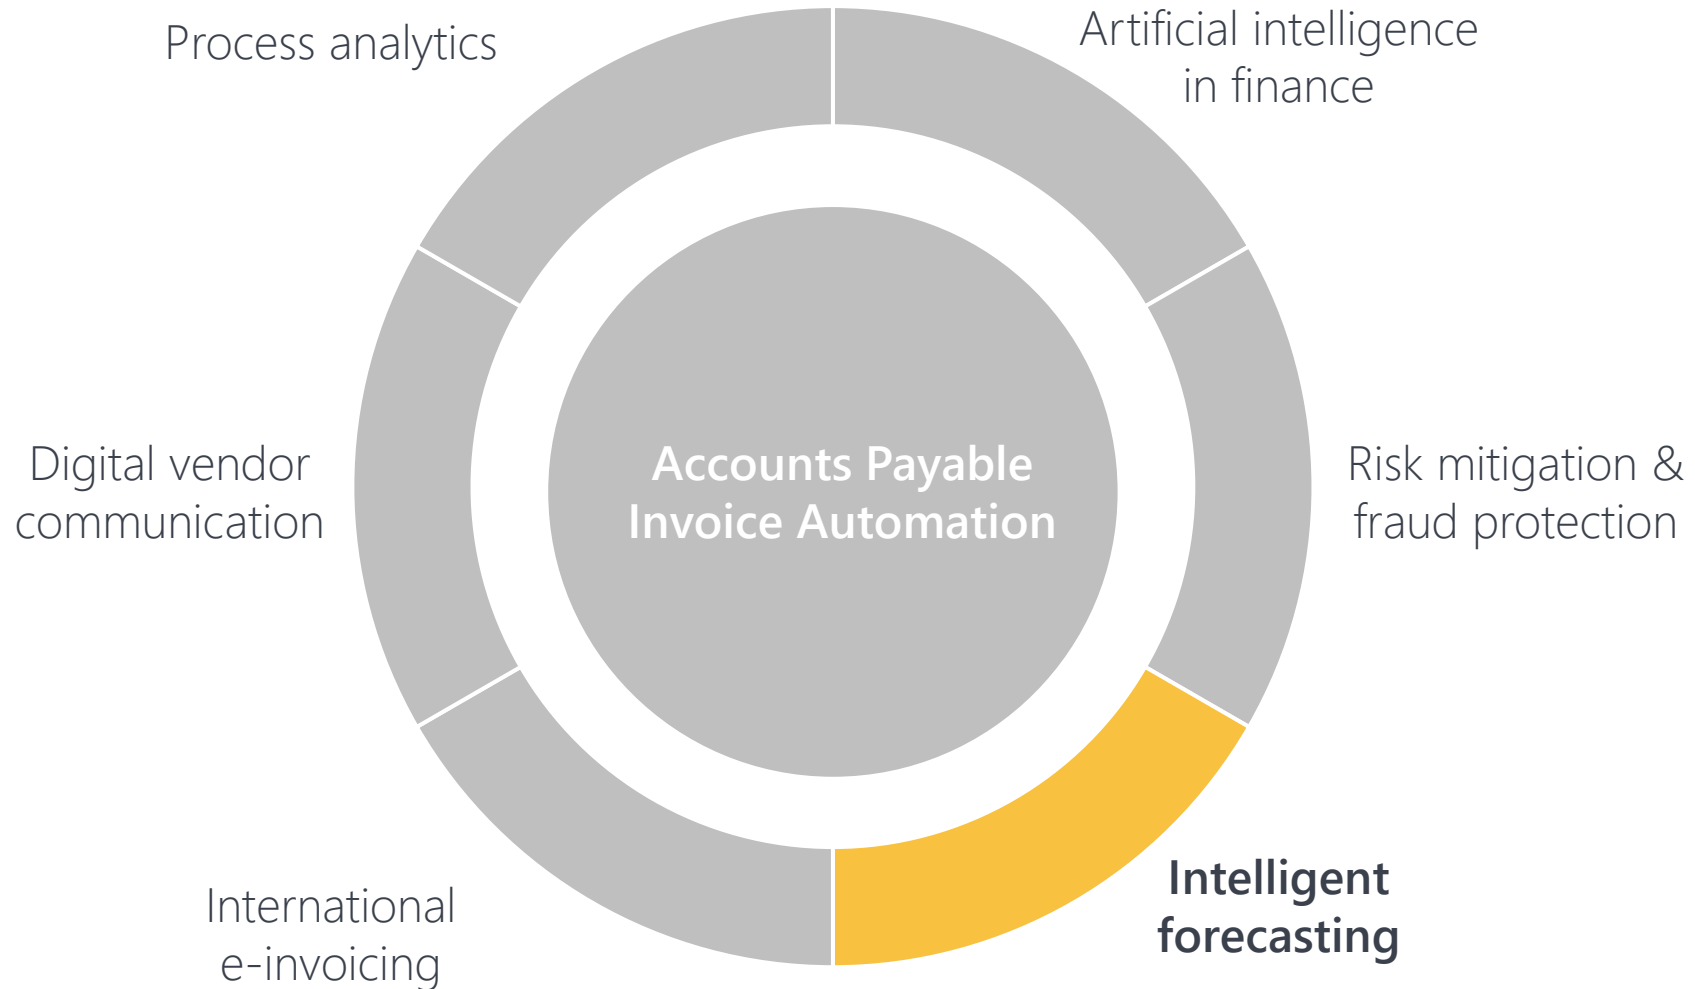 Process analytics
Artificial intelligence
in finance
Digital vendor
communication
Accounts Payable
Invoice Automation
Risk mitigation &
fraud protection
International
e-invoicing
Intelligent
forecasting